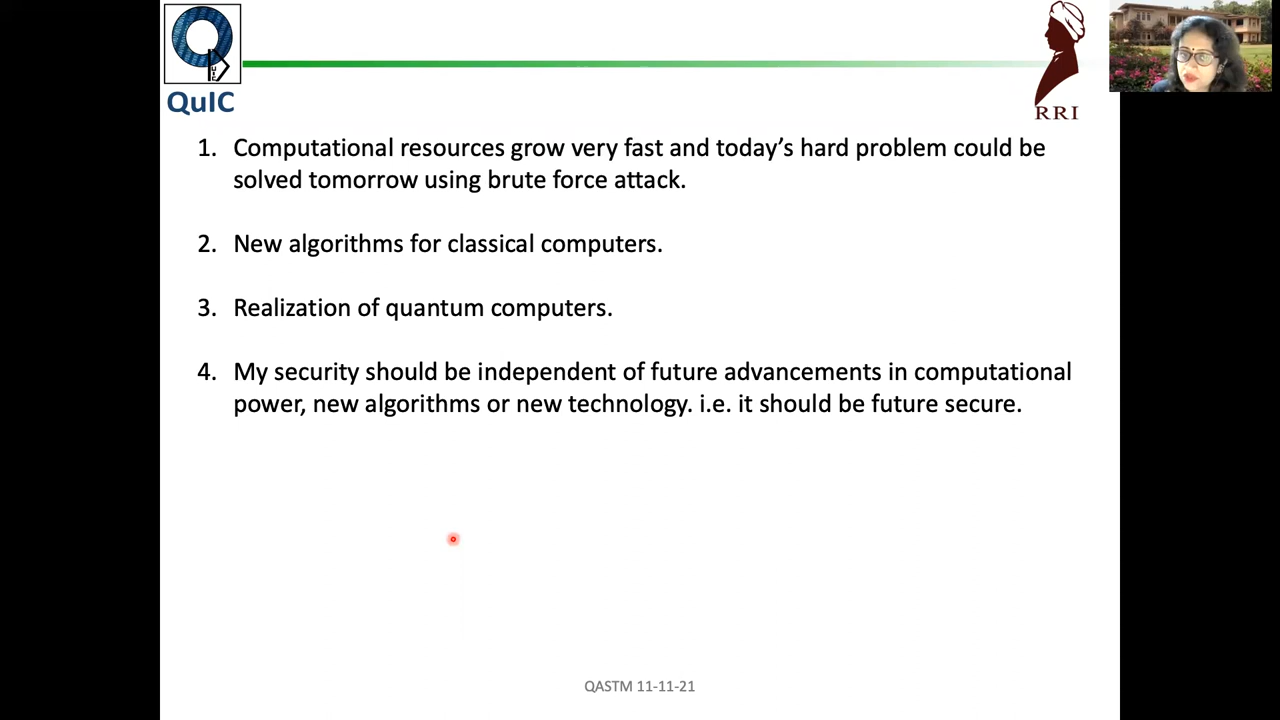 QuIC
RRI
1. Computational resources grow very fast and today's hard problem could be
solved tomorrow using brute force attack.
2. New algorithms for classical computers.
3. Realization of quantum computers.
4. My security should be independent of future advancements in computational
power, new algorithms or new technology. i.e. it should be future secure.
QASTM 11-11-21